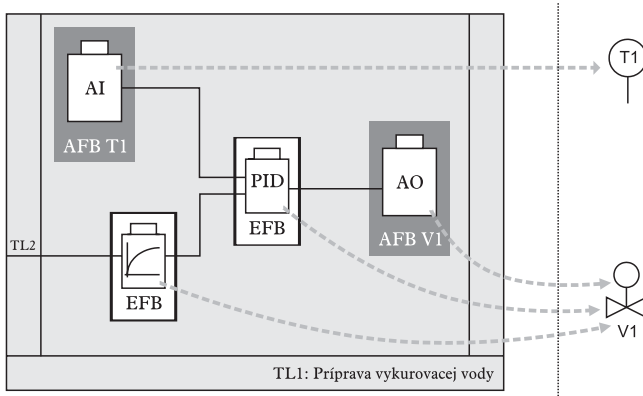 T1
AI
AFB T1
PID
EFB
AO
AFB V1
TL2
EFB
V1
TL1: Príprava vykurovacej vody